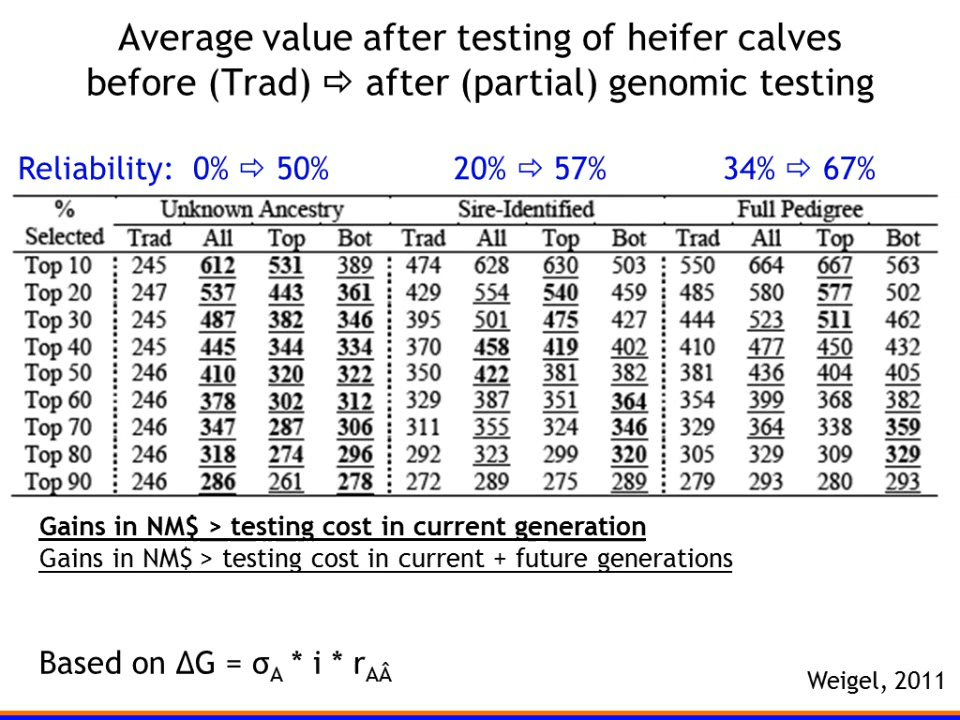 Average value after testing of heifer calves
before (Trad) ⇨ after (partial) genomic testing
Reliability: 0% ⇨ 50% 20% ⇨ 57% 34% ⇨ 67%
% Unknown Ancestry Sire-Identified Full Pedigree
Selected Trad All Top Bot Trad All Top Bot Trad All Top Bot
Top 10 245 612 531 389 474 628 630 503 550 664 667 563
Top 20 247 537 443 361 429 554 540 459 485 580 577 502
Top 30 245 487 382 346 395 501 475 427 444 523 511 462
Top 40 245 445 344 334 370 458 419 402 410 477 450 432
Top 50 246 410 320 322 350 422 381 382 381 436 404 405
Top 60 246 378 302 312 329 387 351 364 354 399 368 382
Top 70 246 347 287 306 311 355 324 346 329 364 338 359
Top 80 246 318 274 296 292 323 299 320 305 329 309 329
Top 90 246 286 261 278 272 289 275 289 279 293 280 293
Gains in NM$ > testing cost in current generation
Gains in NM$ > testing cost in current + future generations
Based on ΔG = σA * i * rAÂ
Weigel, 2011